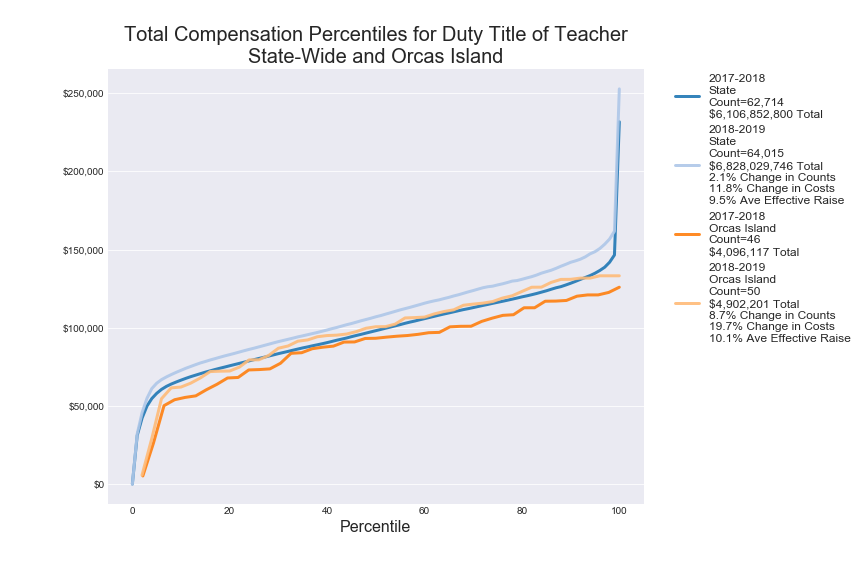 Total Compensation Percentiles for Duty Title of Teacher
State-Wide and Orcas Island
$250,000
$200,000
$150,000
$100,000
$50,000
$0
0 20 40 60 80 100
Percentile
2017-2018
State
Count=62,714
$6,106,852,800 Total
2018-2019
State
Count=64,015
$6,828,029,746 Total
2.1% Change in Counts
11.8% Change in Costs
9.5% Ave Effective Raise
2017-2018
Orcas Island
Count=46
$4,096,117 Total
2018-2019
Orcas Island
Count=50
$4,902,201 Total
8.7% Change in Counts
19.7% Change in Costs
10.1% Ave Effective Raise